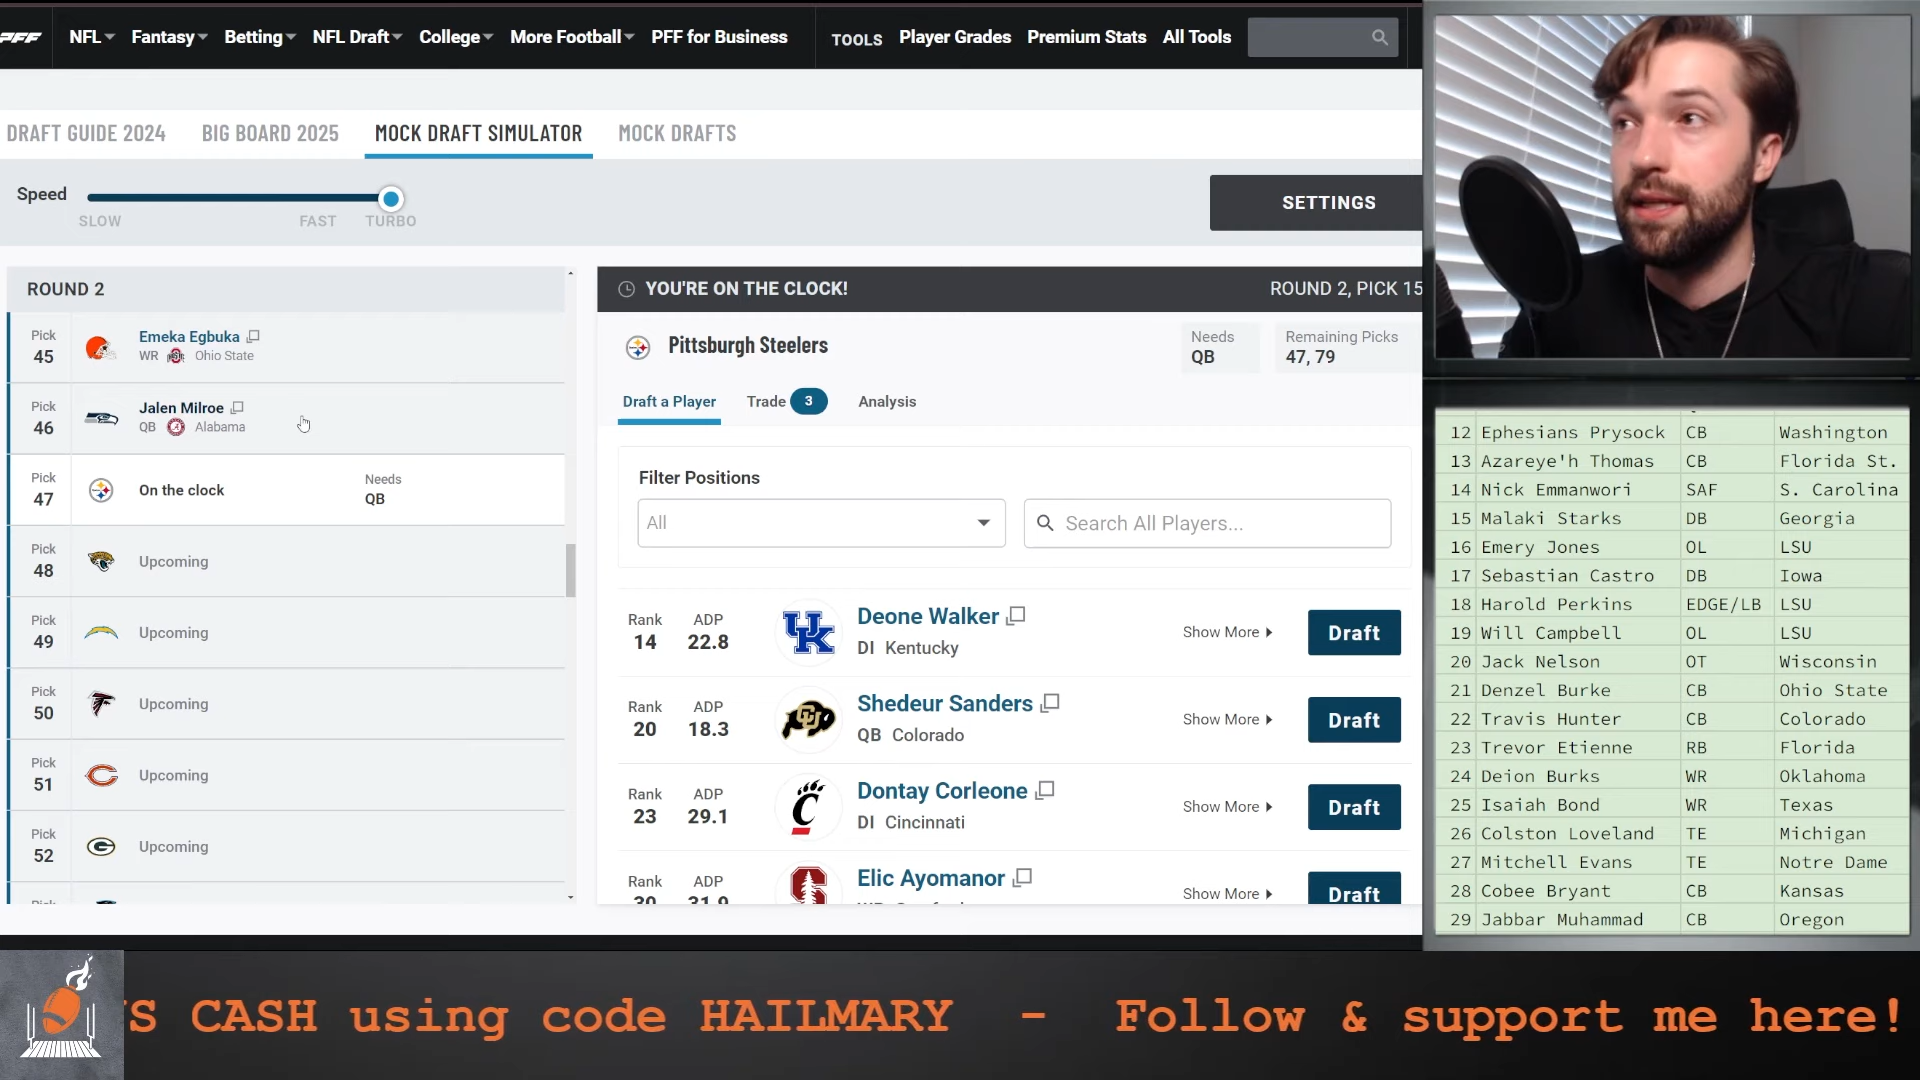 PFF NFL Fantasy Betting NFL Draft College More Football PFF for Business TOOLS Player Grades Premium Stats All Tools
DRAFT GUIDE 2024 BIG BOARD 2025 MOCK DRAFT SIMULATOR MOCK DRAFTS
Speed
SLOW FAST TURBO
SETTINGS
ROUND 2
Pick 45 Emeka Egbuka
WR Ohio State
Pick 46 Jalen Milroe
QB Alabama
Pick 47 On the clock Needs QB
Pick 48 Upcoming
Pick 49 Upcoming
Pick 50 Upcoming
Pick 51 Upcoming
Pick 52 Upcoming
YOU'RE ON THE CLOCK! ROUND 2, PICK 15
Pittsburgh Steelers
Needs QB
Remaining Picks 47, 79
Draft a Player Trade 3 Analysis
Filter Positions
All Search All Players...
Rank 14 ADP 22.8 Deone Walker Show More Draft
DI Kentucky
Rank 20 ADP 18.3 Shedeur Sanders Show More Draft
QB Colorado
Rank 23 ADP 29.1 Dontay Corleone Show More Draft
DI Cincinnati
Rank 30 ADP 31.9 Elic Ayomanor Show More Draft
12 Ephesians Prysock CB Washington
13 Azareye'h Thomas CB Florida St.
14 Nick Emmanwori SAF S. Carolina
15 Malaki Starks DB Georgia
16 Emery Jones OL LSU
17 Sebastian Castro DB Iowa
18 Harold Perkins EDGE/LB LSU
19 Will Campbell OL LSU
20 Jack Nelson OT Wisconsin
21 Denzel Burke CB Ohio State
22 Travis Hunter CB Colorado
23 Trevor Etienne RB Florida
24 Deion Burks WR Oklahoma
25 Isaiah Bond WR Texas
26 Colston Loveland TE Michigan
27 Mitchell Evans TE Notre Dame
28 Cobee Bryant CB Kansas
29 Jabbar Muhammad CB Oregon
S CASH using code HAILMARY - Follow & support me here!